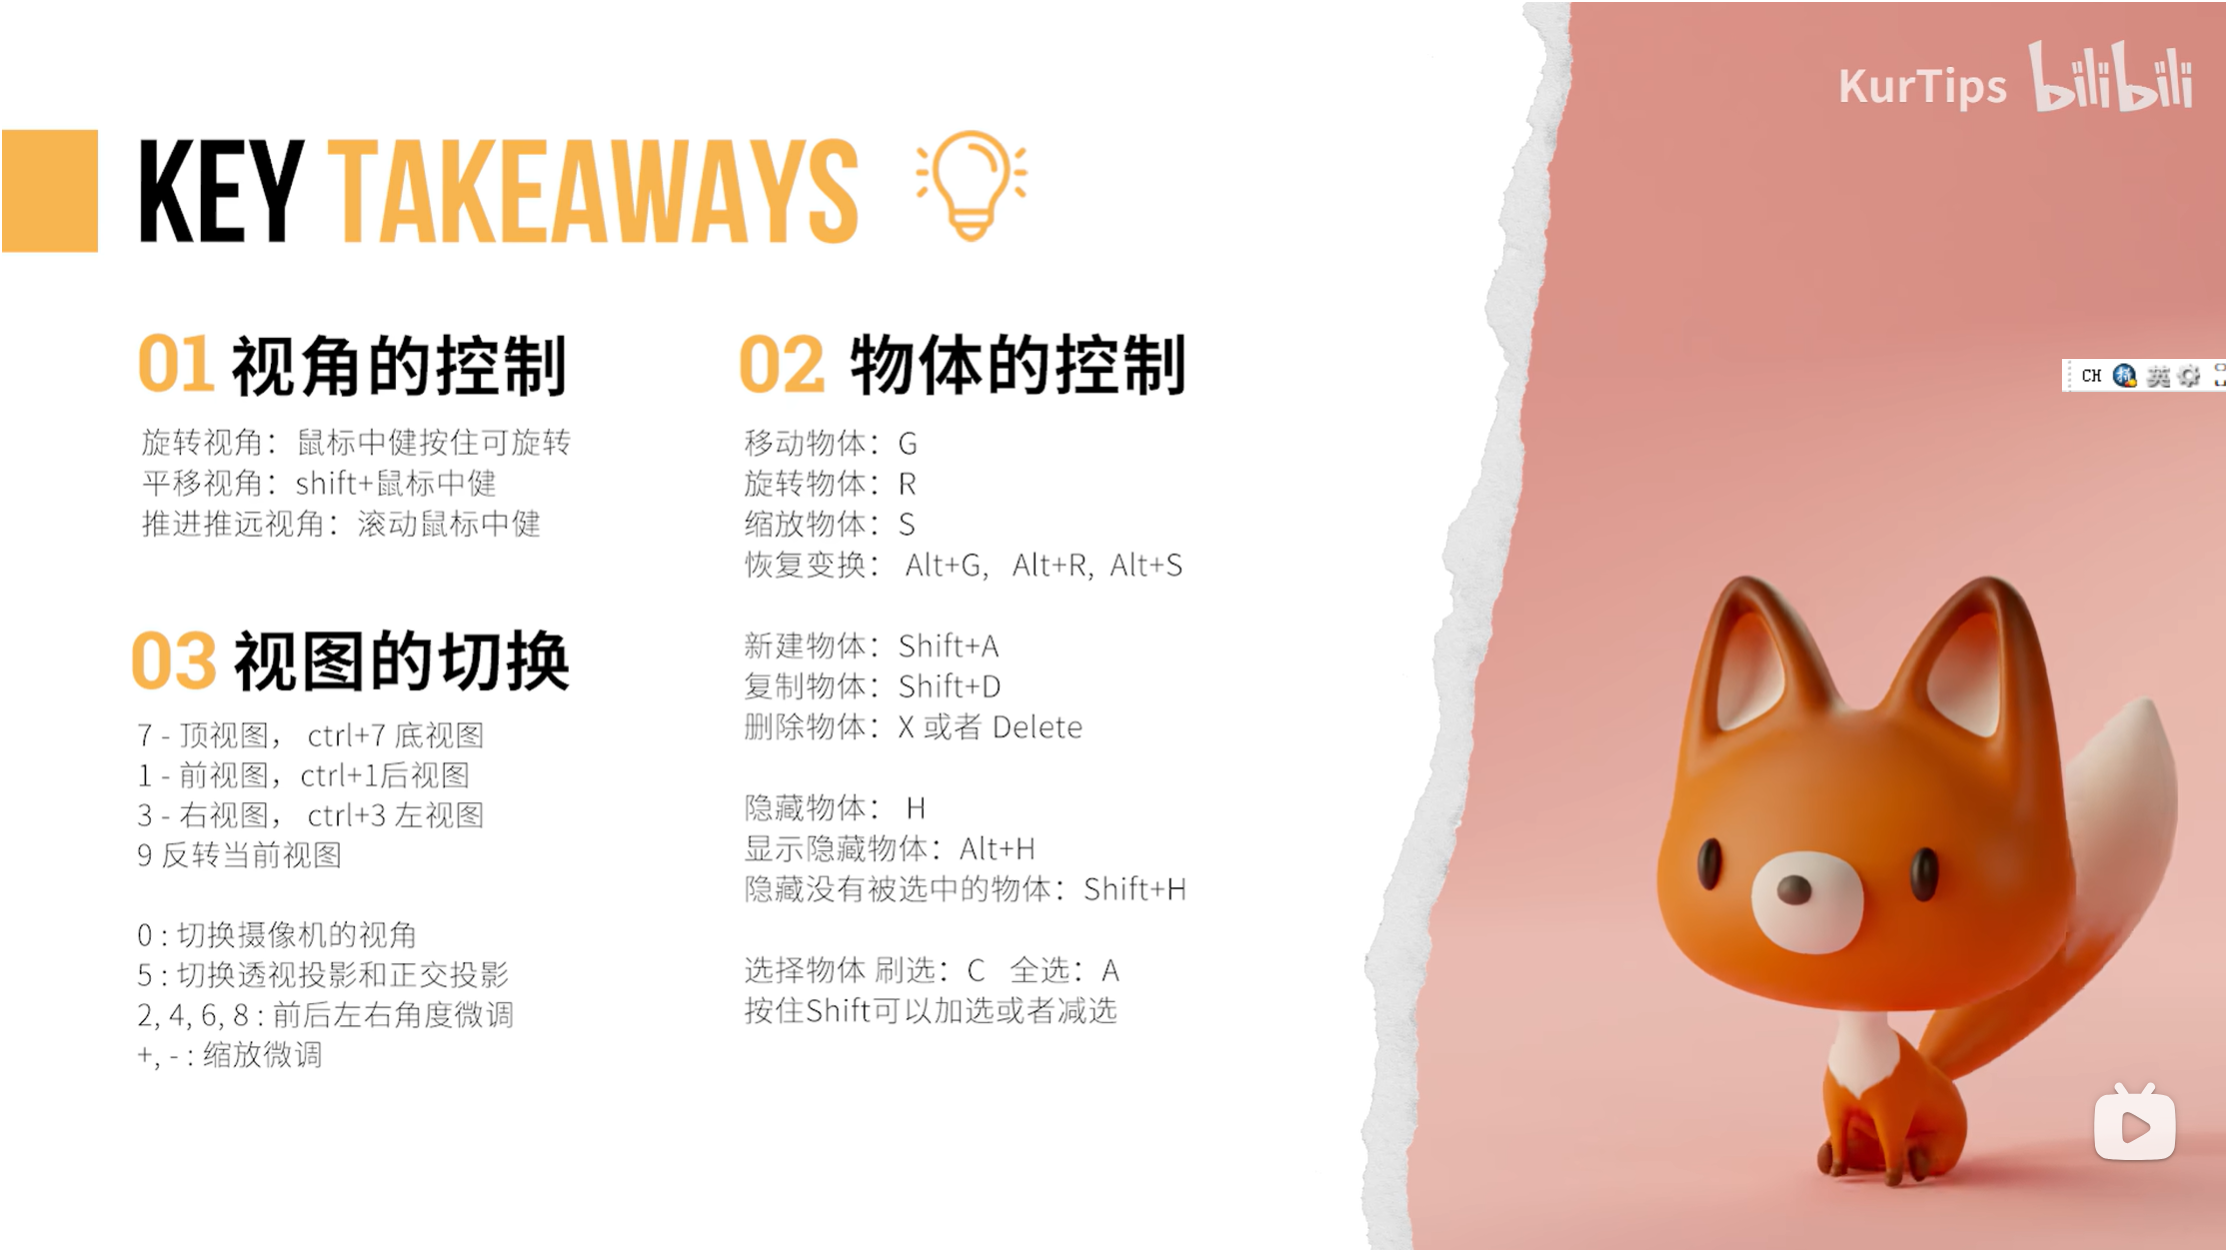 KurTips bilibili
KEY TAKEAWAYS
01 视角的控制
旋转视角：鼠标中健按住可旋转
平移视角：shift+鼠标中健
推进推远视角：滚动鼠标中健
02 物体的控制
移动物体：G
旋转物体：R
缩放物体：S
恢复变换： Alt+G, Alt+R, Alt+S
新建物体：Shift+A
复制物体：Shift+D
删除物体：X 或者 Delete
隐藏物体： H
显示隐藏物体：Alt+H
隐藏没有被选中的物体：Shift+H
选择物体 刷选：C 全选：A
按住Shift可以加选或者减选
03 视图的切换
7 - 顶视图， ctrl+7 底视图
1 - 前视图，ctrl+1后视图
3 - 右视图， ctrl+3 左视图
9 反转当前视图
0 : 切换摄像机的视角
5 : 切换透视投影和正交投影
2, 4, 6, 8 : 前后左右角度微调
+, - : 缩放微调
CH 拼 英